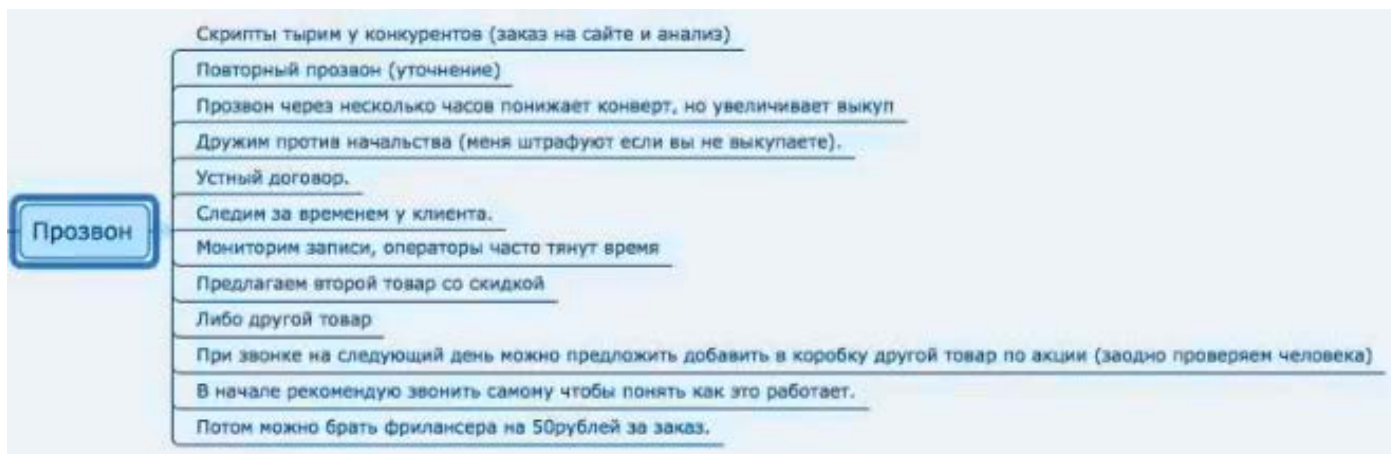 Скрипты тырим у конкурентов (заказ на сайте и анализ)
Повторный прозвон (уточнение)
Прозвон через несколько часов понижает конверт, но увеличивает выкуп
Дружим против начальства (меня штрафуют если вы не выкупаете).
Устный договор.
Следим за временем у клиента.
Прозвон
Мониторим записи, операторы часто тянут время
Предлагаем второй товар со скидкой
Либо другой товар
При звонке на следующий день можно предложить добавить в коробку другой товар по акции (заодно проверяем человека)
В начале рекомендую звонить самому чтобы понять как это работает.
Потом можно брать фрилансера на 50рублей за заказ.